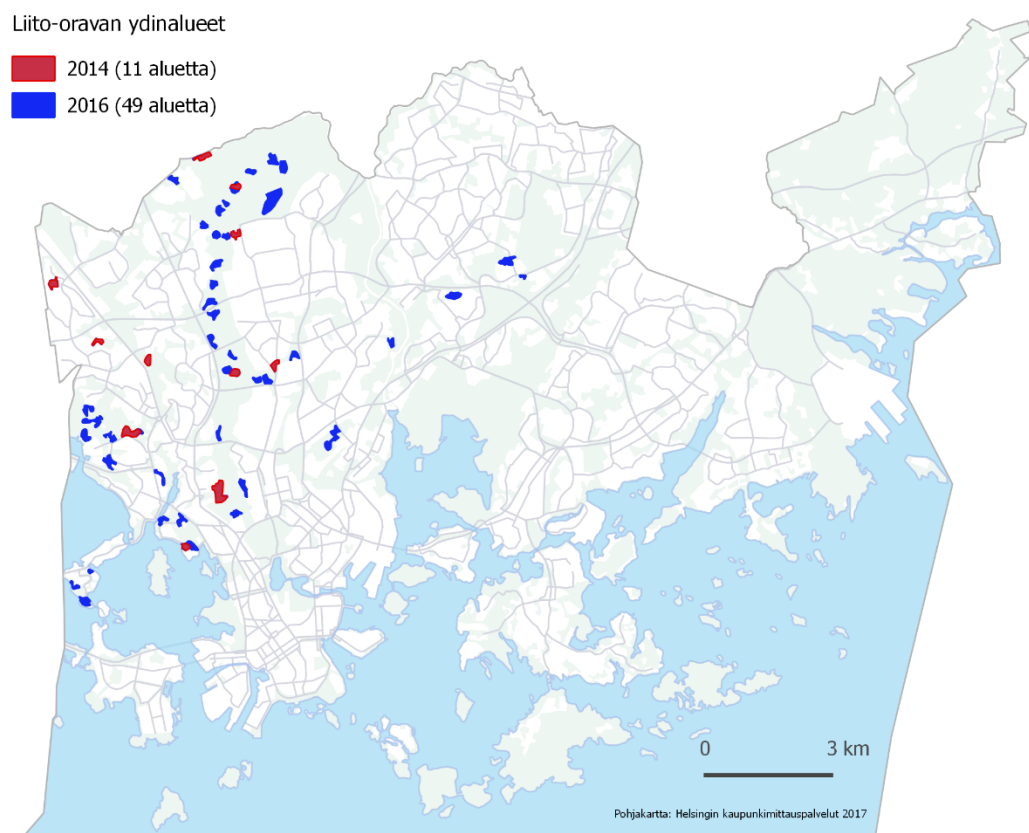 Liito-oravan ydinalueet
2014 (11 aluetta)
2016 (49 aluetta)
0 3 km
Pohjakartta: Helsingin kaupunkimittauspalvelut 2017